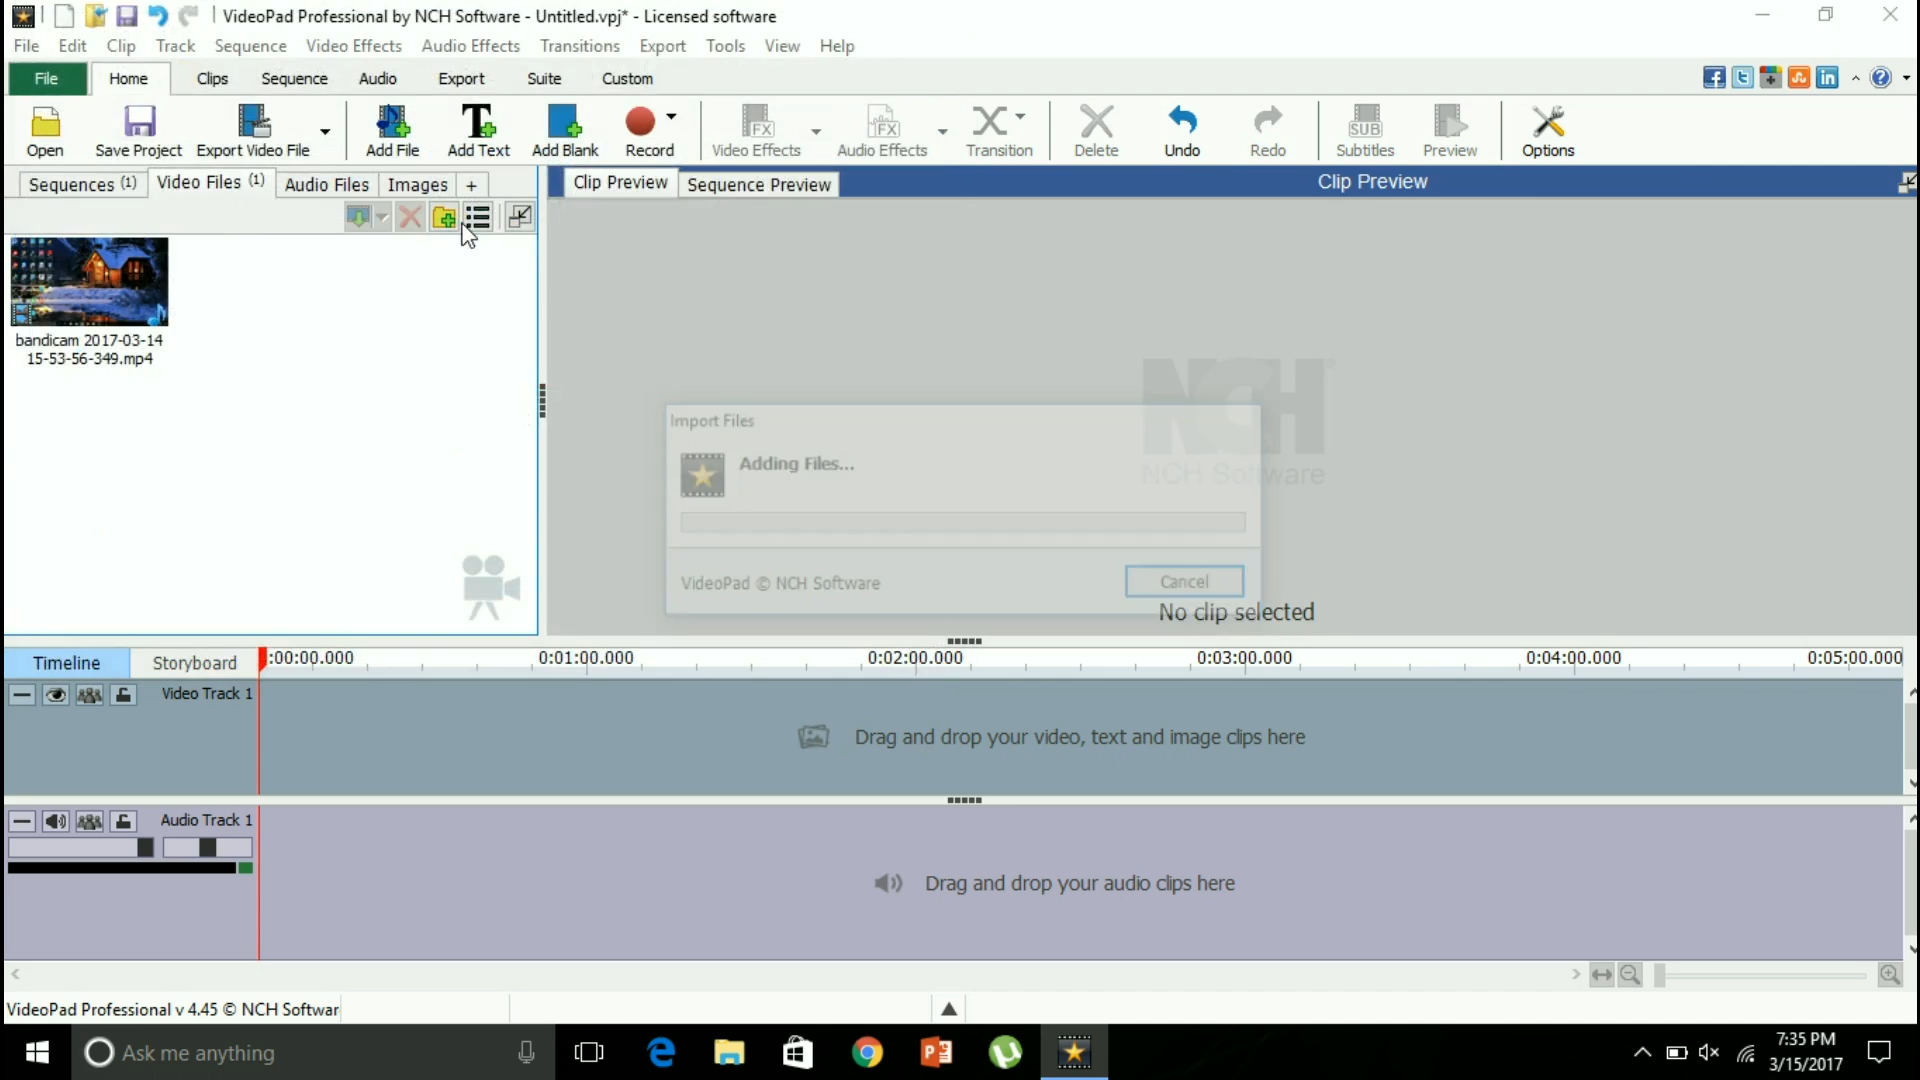 VideoPad Professional by NCH Software - Untitled.vpj* - Licensed software
File Edit Clip Track Sequence Video Effects Audio Effects Transitions Export Tools View Help
File Home Clips Sequence Audio Export Suite Custom
Open Save Project Export Video File Add File Add Text Add Blank Record Video Effects Audio Effects Transition Delete Undo Redo Subtitles Preview Options
Sequences (1) Video Files (1) Audio Files Images + Clip Preview Sequence Preview Clip Preview
bandicam 2017-03-14
15-53-56-349.mp4
NCH
NCH Software
Import Files
Adding Files...
VideoPad © NCH Software Cancel
No clip selected
Timeline Storyboard :00:00.000 0:01:00.000 0:02:00.000 0:03:00.000 0:04:00.000 0:05:00.000
Video Track 1
Drag and drop your video, text and image clips here
Audio Track 1
Drag and drop your audio clips here
VideoPad Professional v 4.45 © NCH Softwar
Ask me anything
7:35 PM
3/15/2017